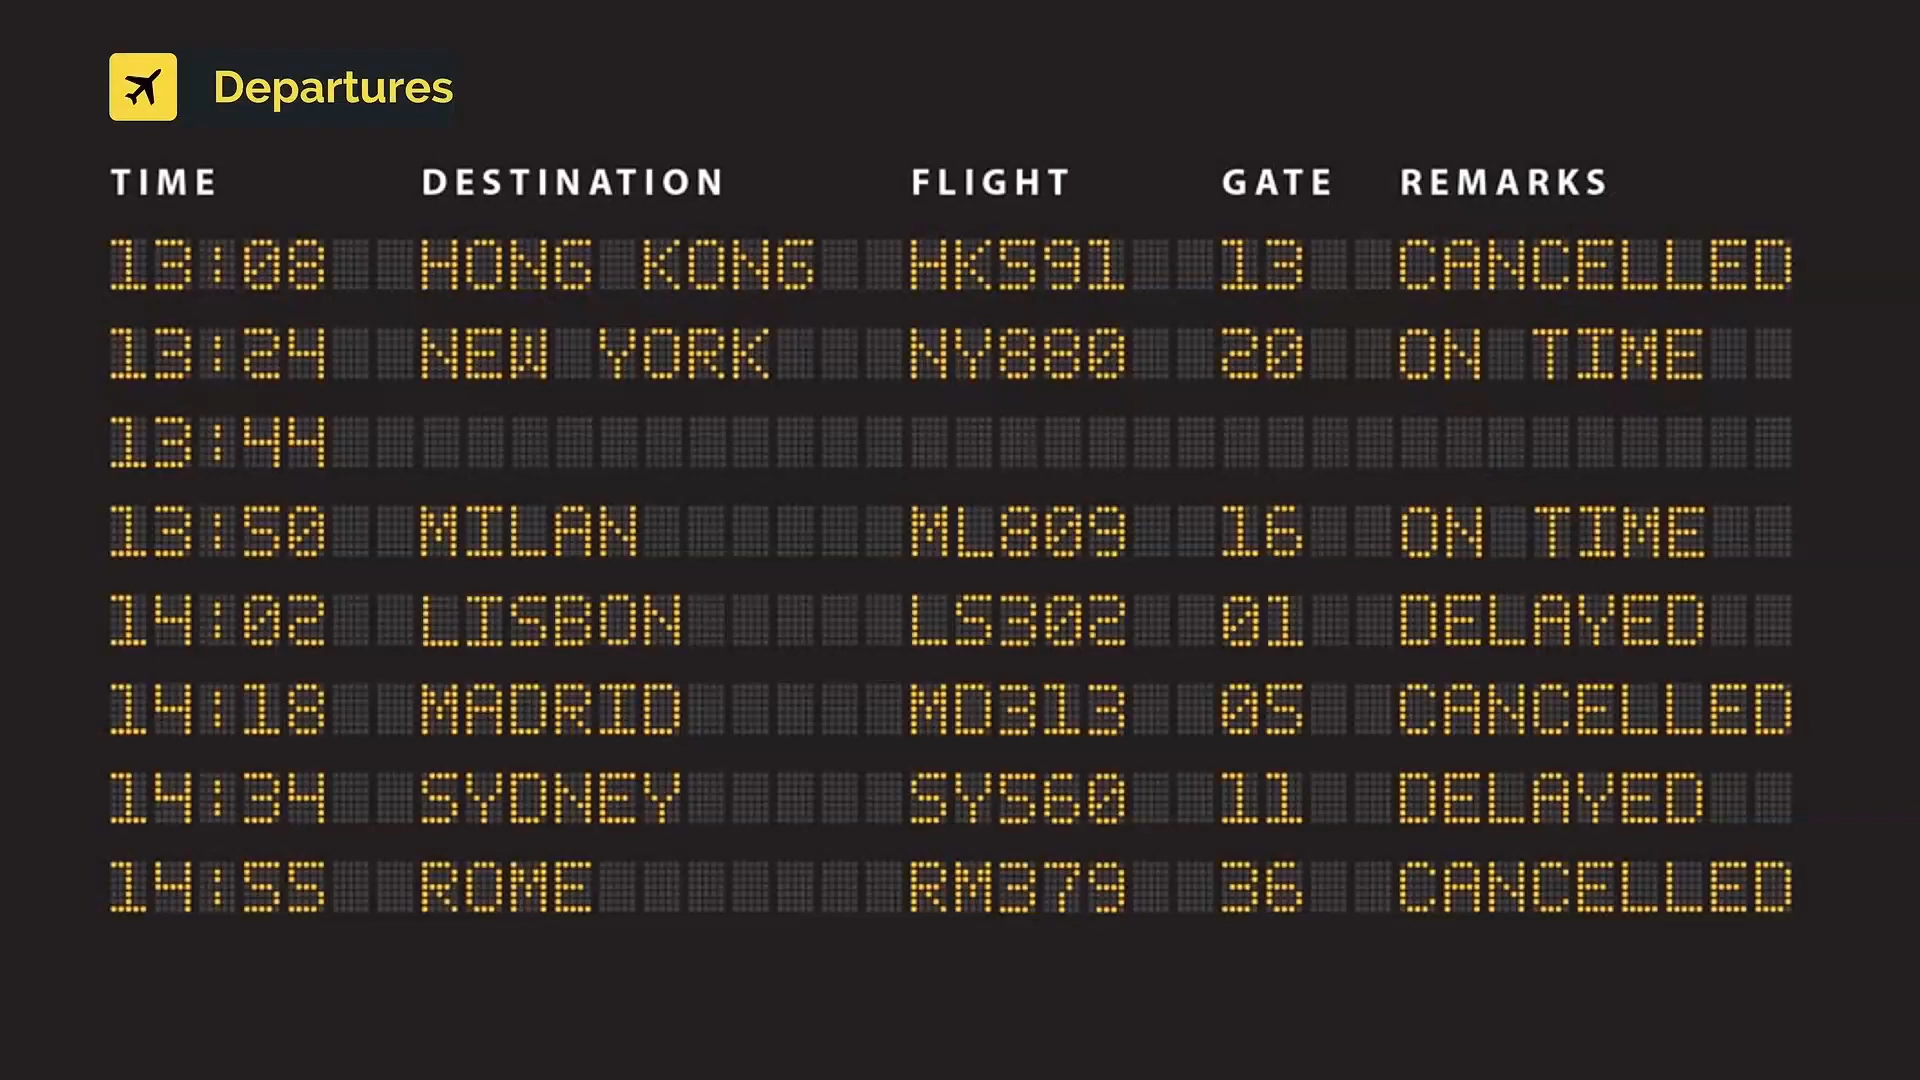 Departures
TIME DESTINATION FLIGHT GATE REMARKS
13:08 HONG KONG HK591 13 CANCELLED
13:24 NEW YORK NY880 20 ON TIME
13:44
13:50 MILAN ML809 16 ON TIME
14:02 LISBON LS302 01 DELAYED
14:18 MADRID MD313 05 CANCELLED
14:34 SYDNEY SY560 11 DELAYED
14:55 ROME RM379 36 CANCELLED